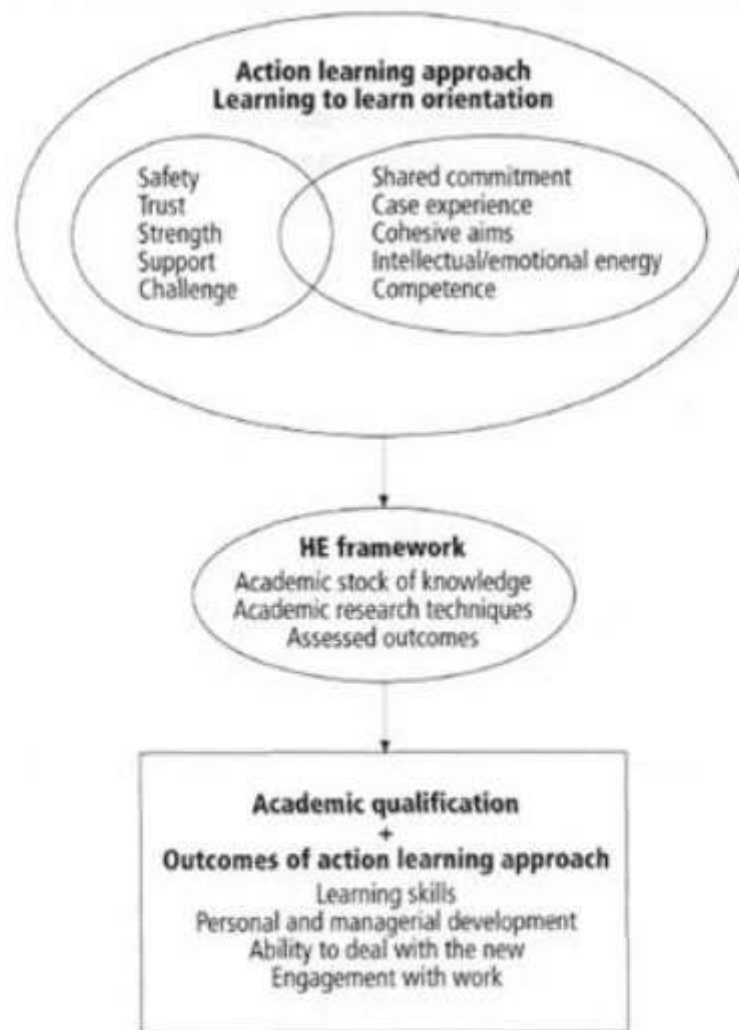 Action learning approach
Learning to learn orientation
Safety
Trust
Strength
Support
Challenge
Shared commitment
Case experience
Cohesive aims
Intellectual/emotional energy
Competence
HE framework
Academic stock of knowledge
Academic research techniques
Assessed outcomes
Academic qualification
+
Outcomes of action learning approach
Learning skills
Personal and managerial development
Ability to deal with the new
Engagement with work